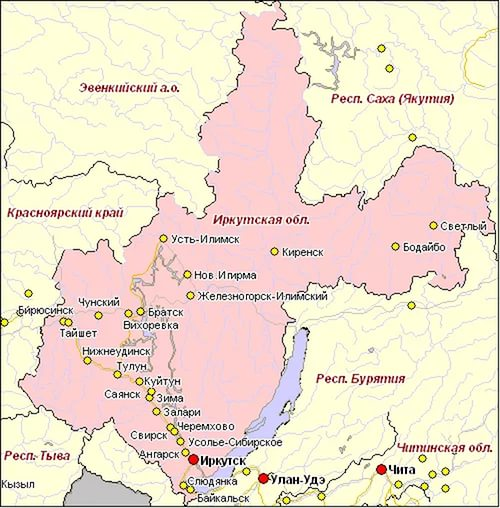 Эвенкийский а.о.
Респ. Саха (Якутия)
Красноярский край
Иркутская обл.
Светлый
Усть-Илимск
Бодайбо
Киренск
Нов.Игирма
Железногорск-Илимский
Чунский
Бирюсинск
Братск
Вихоревка
Тайшет
Нижнеудинск
Тулун
Куйтун
Респ. Бурятия
Саянск
Зима
Залари
Черемхово
Свирск
Усолье-Сибирское
Читинская обл.
Респ.Тыва
Ангарск
Иркутск
Чита
Кызыл
Слюдянка
Улан-Удэ
Байкальск